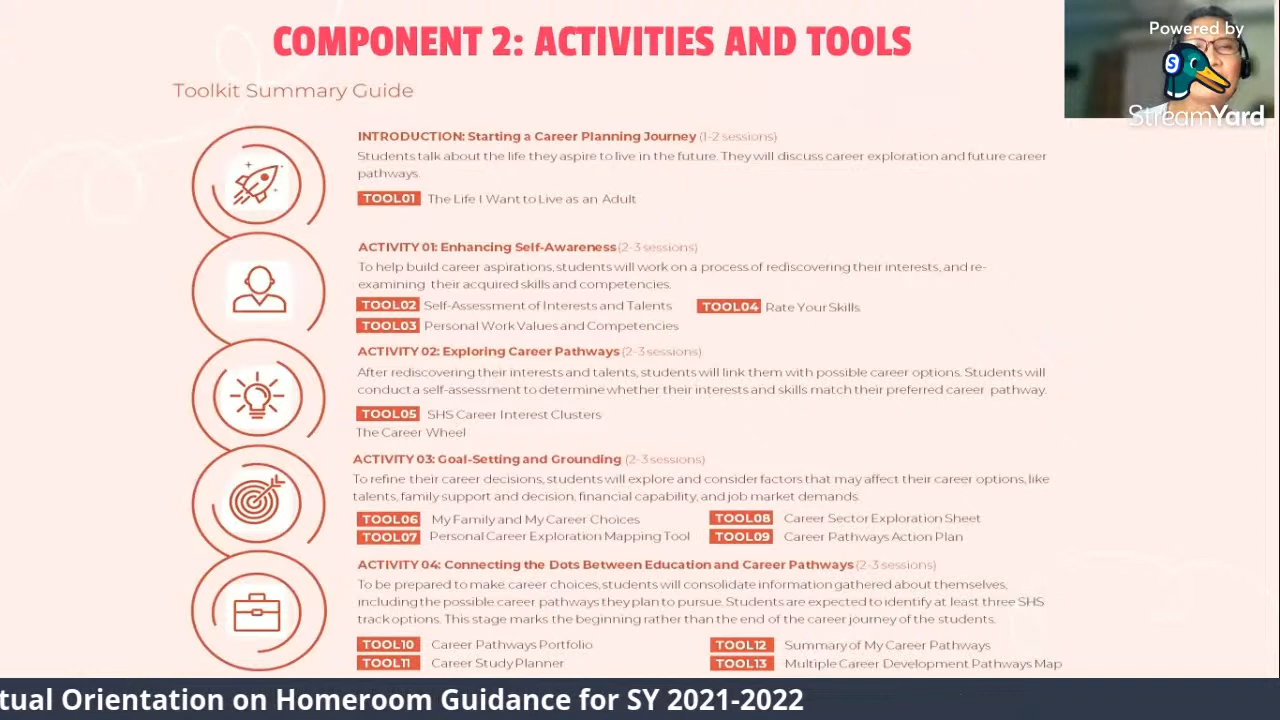 COMPONENT 2: ACTIVITIES AND TOOLS
Powered by
S
StreamYard
Toolkit Summary Guide
INTRODUCTION: Starting a Career Planning Journey (1-2 sessions)
Students talk about the life they aspire to live in the future. They will discuss career exploration and future career
pathways.
TOOL01 The Life I Want to Live as an Adult
ACTIVITY 01: Enhancing Self-Awareness (2-3 sessions)
To help build career aspirations, students will work on a process of rediscovering their interests, and re-
examining their acquired skills and competencies.
TOOL02 Self-Assessment of Interests and Talents TOOL04 Rate Your Skills
TOOL03 Personal Work Values and Competencies
ACTIVITY 02: Exploring Career Pathways (2-3 sessions)
After rediscovering their interests and talents, students will link them with possible career options. Students will
conduct a self-assessment to determine whether their interests and skills match their preferred career pathway.
TOOL05 SHS Career Interest Clusters
The Career Wheel
ACTIVITY 03: Goal-Setting and Grounding (2-3 sessions)
To refine their career decisions, students will explore and consider factors that may affect their career options, like
talents, family support and decision, financial capability, and job market demands.
TOOL06 My Family and My Career Choices TOOL08 Career Sector Exploration Sheet
TOOL07 Personal Career Exploration Mapping Tool TOOL09 Career Pathways Action Plan
ACTIVITY 04: Connecting the Dots Between Education and Career Pathways (2-3 sessions)
To be prepared to make career choices, students will consolidate information gathered about themselves,
including the possible career pathways they plan to pursue. Students are expected to identify at least three SHS
track options. This stage marks the beginning rather than the end of the career journey of the students.
TOOL10 Career Pathways Portfolio TOOL12 Summary of My Career Pathways
TOOL11 Career Study Planner TOOL13 Multiple Career Development Pathways Map
tual Orientation on Homeroom Guidance for SY 2021-2022